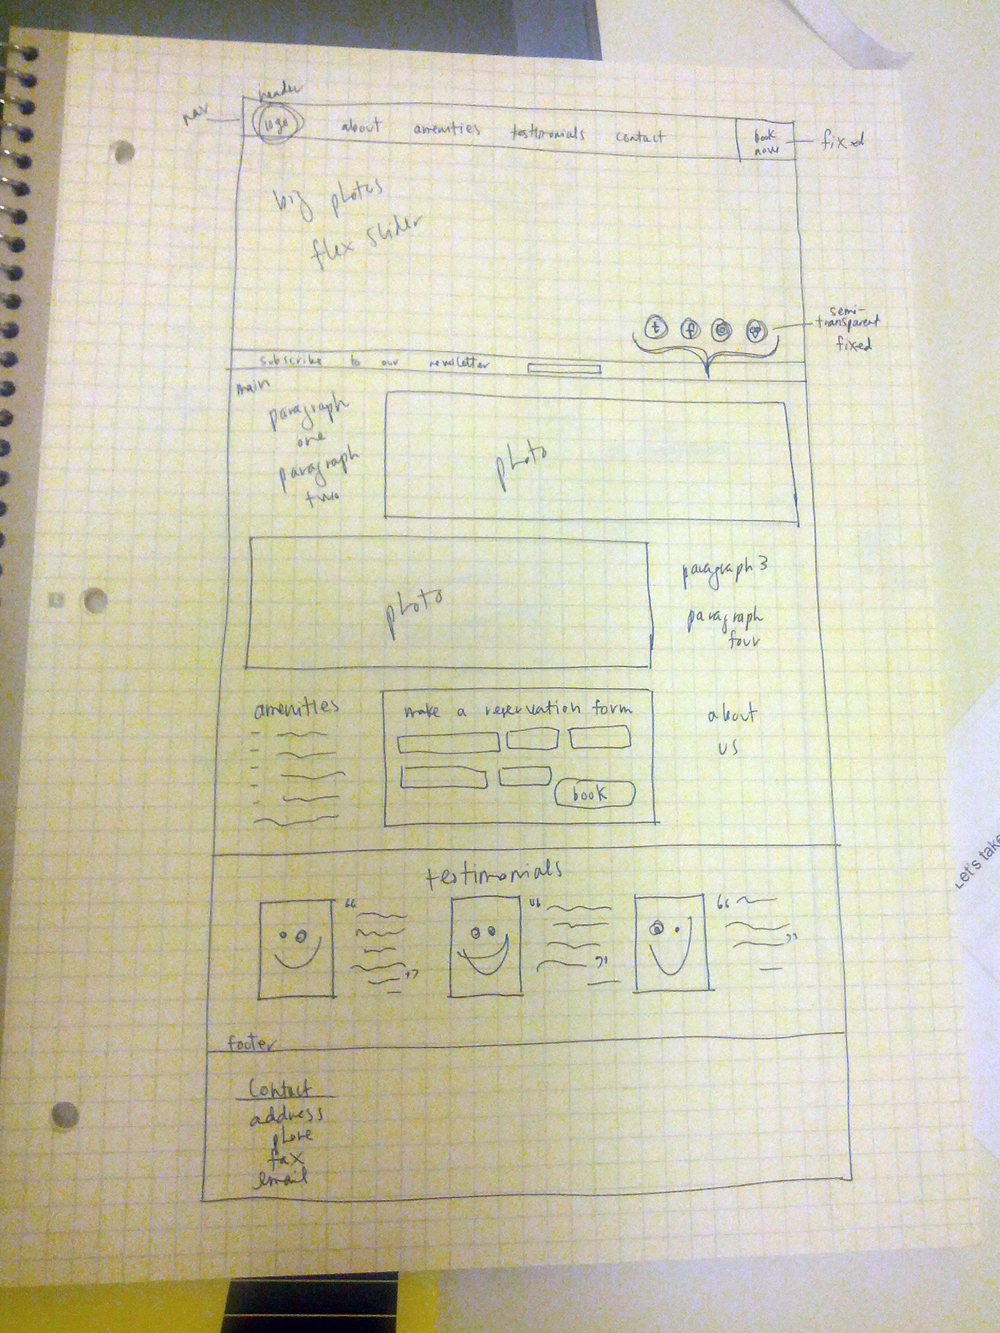 header
nav
logo about amenities testimonials contact book now
fixed
big photos
flex slider
semi-
transparent
fixed
t f
subscribe to our newsletter
main
paragraph
one
paragraph
two
photo
photo
paragraph 3
paragraph
four
amenities
make a reservation form
book
about
us
testimonials
“ ”
“ ”
“ ”
footer
Contact
address
phone
fax
email
Let's take